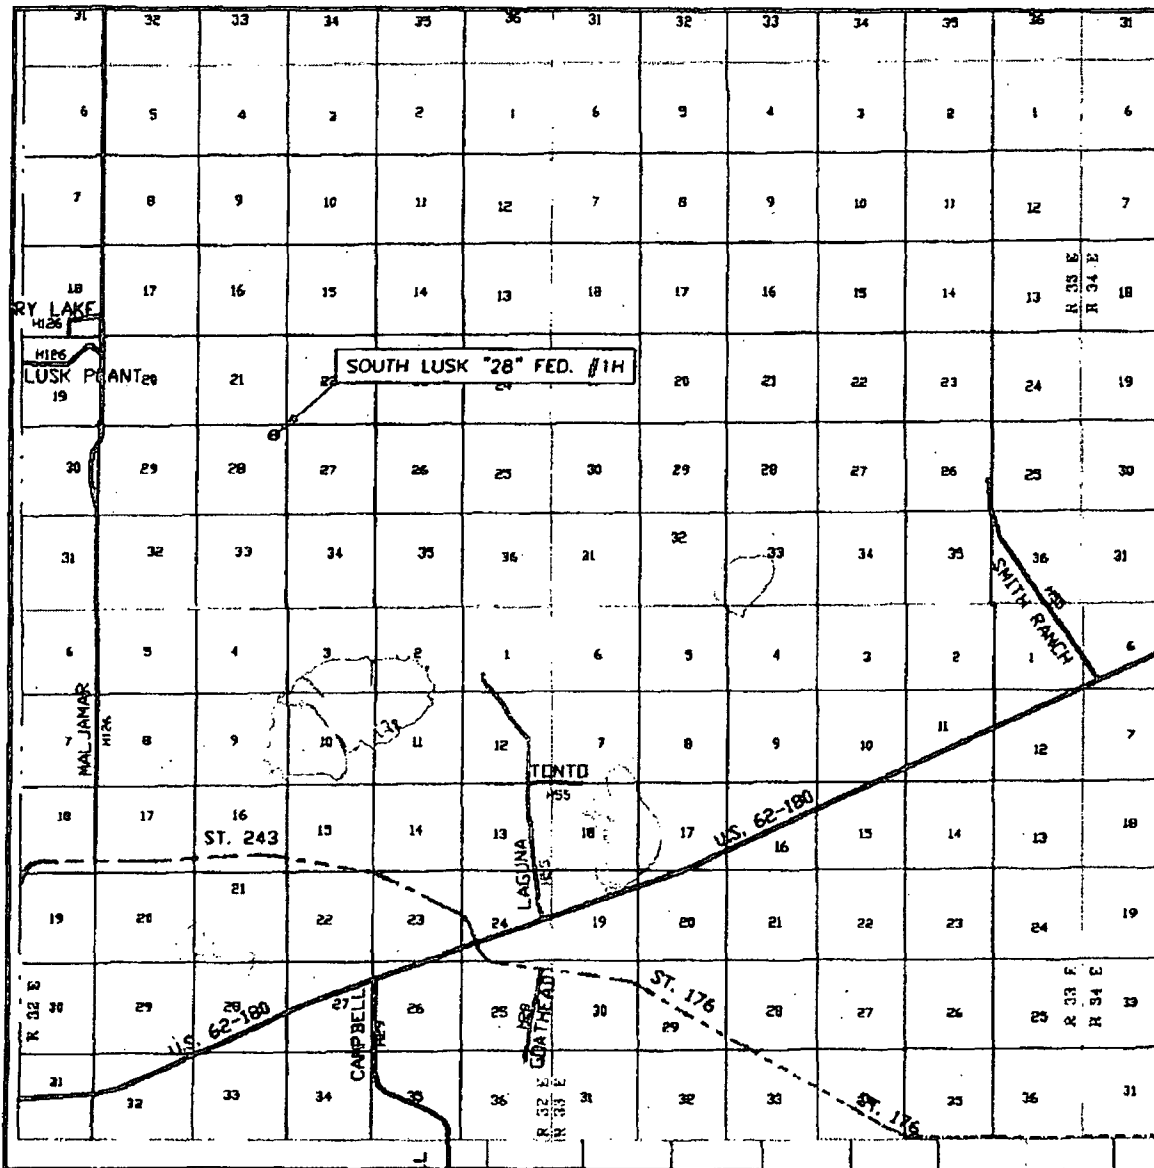 31 32 33 34 35 36 31 32 33 34 35 36 31
6 5 4 3 2 1 6 5 4 3 2 1 6
7 8 9 10 11 12 7 8 9 10 11 12 7
R 33 E
R 34 E
18 17 16 15 14 13 18 17 16 15 14 13 18
RY LAKE
H126
H126
SOUTH LUSK "28" FED. #1H
LUSK PLANT
19 20 21 22 24 20 21 22 23 24 19
30 29 28 27 26 25 30 29 28 27 26 25 30
31 32 33 34 35 36 31 32 33 34 35 36 31
SMITH RANCH
6 5 4 3 2 1 6 5 4 3 2 1 6
MALJAMAR
H126
7 8 9 10 11 12 7 8 9 10 11 12 7
TONTO
H55
U.S. 62-180
18 17 16 15 14 13 18 17 16 15 14 13 18
ST. 243
LAGUNA
H55
19 20 21 22 23 24 19 20 21 22 23 24 19
R 32 E
ST. 176
R 33 E
R 34 E
30 29 28 27 26 25 30 29 28 27 26 25
U.S. 62-180
CAMPBELL
H29
GOATHEAD
31 32 33 34 35 36 31 32 33 35 36 31
R 32 E
R 33 E
ST. 176
L